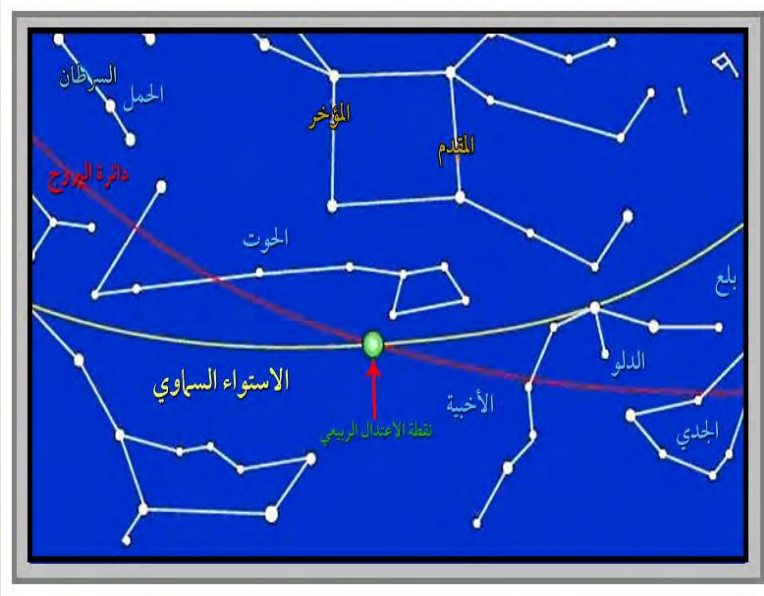 السرطان
الحمل
المؤخر
المقدم
دائرة البروج
الحوت
بلع
الدلو
الاستواء السماوي
الأخبية
الجدي
نقطة الاعتدال الربيعي